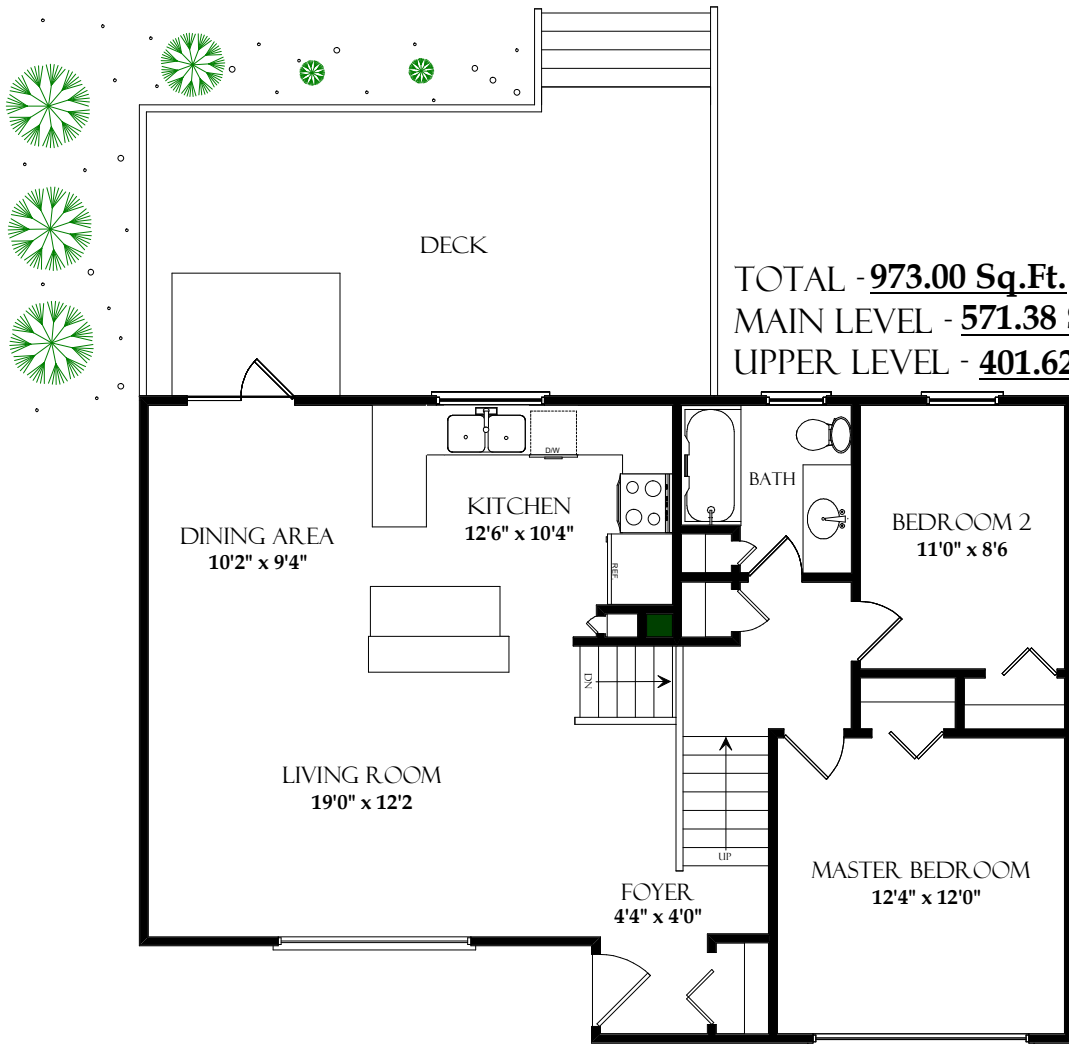 DECK
TOTAL - 973.00 Sq.Ft.
MAIN LEVEL - 571.38
UPPER LEVEL - 401.62
D/W
KITCHEN
12'6" x 10'4"
BATH
DINING AREA
10'2" x 9'4"
BEDROOM 2
11'0" x 8'6
REF.
DN
LIVING ROOM
19'0" x 12'2
UP
FOYER
4'4" x 4'0"
MASTER BEDROOM
12'4" x 12'0"